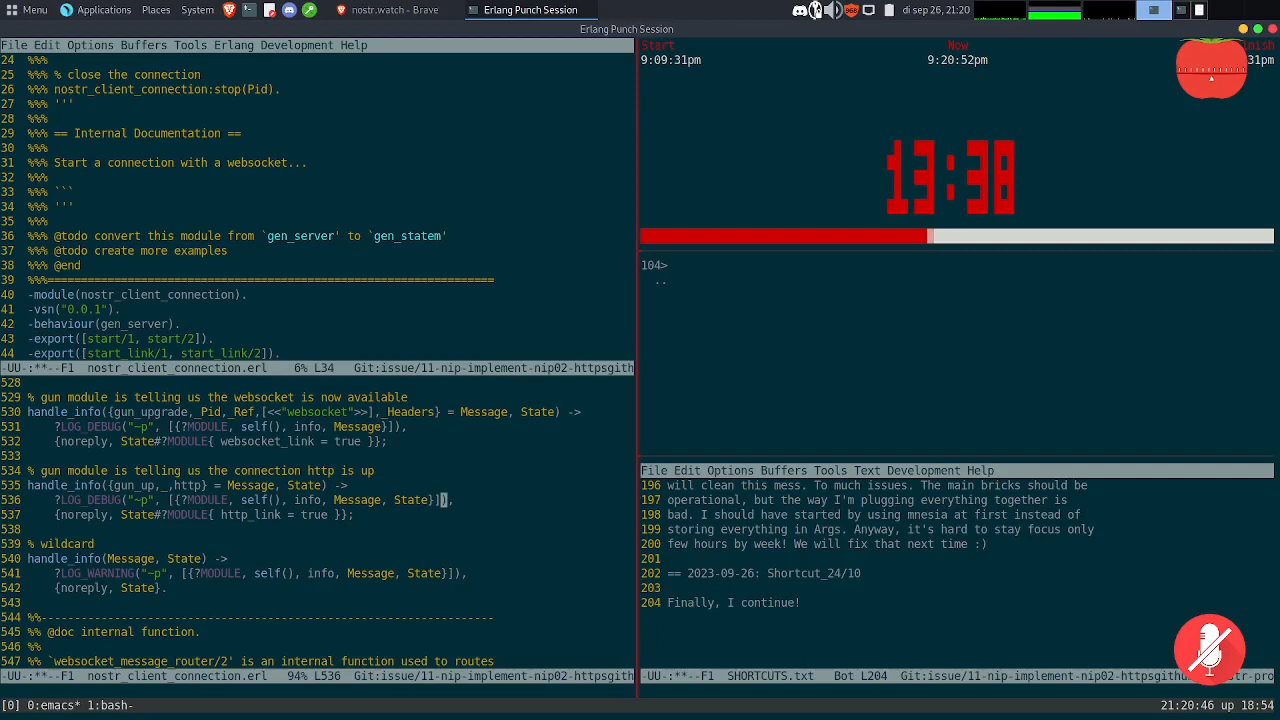 Menu Applications Places System nostr.watch - Brave Erlang Punch Session di sep 26, 21:20
Erlang Punch Session
File Edit Options Buffers Tools Erlang Development Help
24 %%%
25 %%% % close the connection
26 %%% nostr_client_connection:stop(Pid).
27 %%% '''
28 %%%
29 %%% == Internal Documentation ==
30 %%%
31 %%% Start a connection with a websocket...
32 %%%
33 %%% ```
34 %%% '''
35 %%%
36 %%% @todo convert this module from `gen_server' to `gen_statem'
37 %%% @todo create more examples
38 %%% @end
39 %%%======================================================
40 -module(nostr_client_connection).
41 -vsn("0.0.1").
42 -behaviour(gen_server).
43 -export([start/1, start/2]).
44 -export([start_link/1, start_link/2]).
-UU-:**--F1 nostr_client_connection.erl 6% L34 Git:issue/11-nip-implement-nip02-httpsgith
528
529 % gun module is telling us the websocket is now available
530 handle_info({gun_upgrade,_Pid,_Ref,[<<"websocket">>],_Headers} = Message, State) ->
531 ?LOG_DEBUG("~p", [{?MODULE, self(), info, Message}]),
532 {noreply, State#?MODULE{ websocket_link = true }};
533
534 % gun module is telling us the connection http is up
535 handle_info({gun_up,_,http} = Message, State) ->
536 ?LOG_DEBUG("~p", [{?MODULE, self(), info, Message, State}]),
537 {noreply, State#?MODULE{ http_link = true }};
538
539 % wildcard
540 handle_info(Message, State) ->
541 ?LOG_WARNING("~p", [{?MODULE, self(), info, Message, State}]),
542 {noreply, State}.
543
544 %%-------------------------------------------------------
545 %% @doc internal function.
546 %%
547 %% `websocket_message_router/2' is an internal function used to routes
-UU-:**--F1 nostr_client_connection.erl 94% L536 Git:issue/11-nip-implement-nip02-httpsgith
Start Now inish
9:09:31pm 9:20:52pm 31pm
13:38
104>
..
File Edit Options Buffers Tools Text Development Help
196 will clean this mess. To much issues. The main bricks should be
197 operational, but the way I'm plugging everything together is
198 bad. I should have started by using mnesia at first instead of
199 storing everything in Args. Anyway, it's hard to stay focus only
200 few hours by week! We will fix that next time :)
201
202 == 2023-09-26: Shortcut_24/10
203
204 Finally, I continue!
-UU-:**--F1 SHORTCUTS.txt Bot L204 Git:issue/11-nip-implement-nip02-httpsgithu str-pro
[0] 0:emacs* 1:bash- 21:20:46 up 18:54